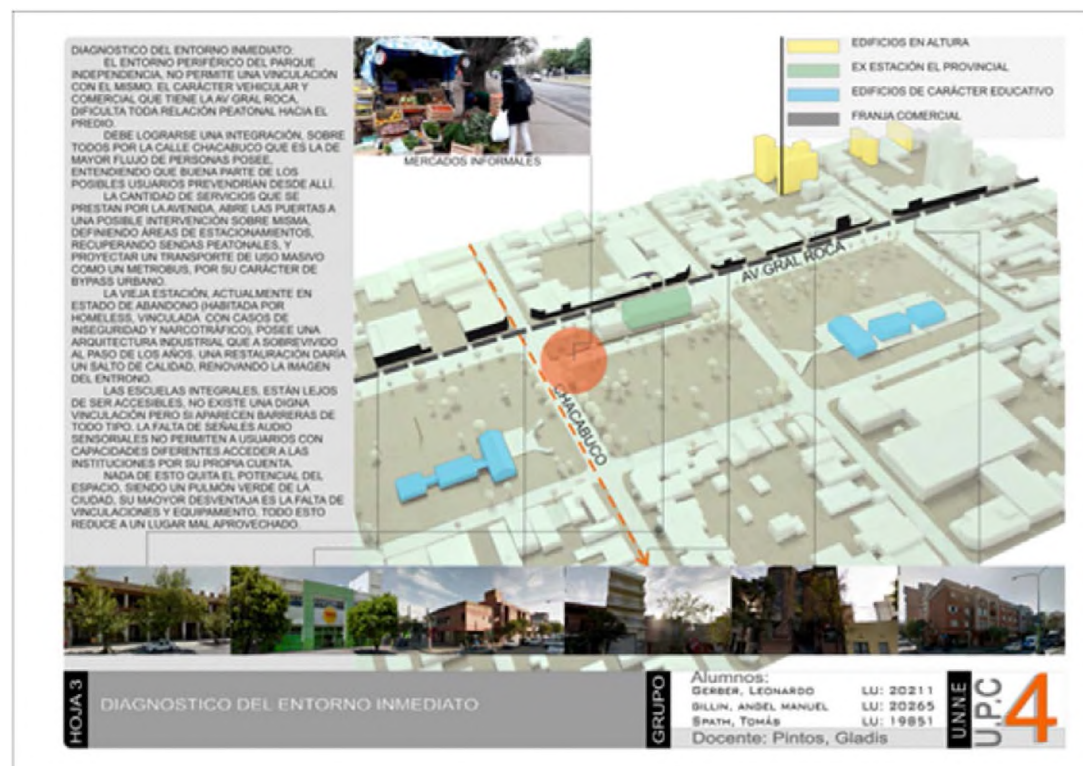 DIAGNOSTICO DEL ENTORNO INMEDIATO:
EL ENTORNO PERIFÉRICO DEL PARQUE
INDEPENDENCIA, NO PERMITE UNA VINCULACIÓN
CON EL MISMO. EL CARÁCTER VEHICULAR Y
COMERCIAL QUE TIENE LA AV GRAL ROCA,
DIFICULTA TODA RELACIÓN PEATONAL HACIA EL
PREDIO.
DEBE LOGRARSE UNA INTEGRACIÓN, SOBRE
TODOS POR LA CALLE CHACABUCO QUE ES LA DE
MAYOR FLUJO DE PERSONAS POSEE,
ENTENDIENDO QUE BUENA PARTE DE LOS
POSIBLES USUARIOS PREVENDRÍAN DESDE ALLÍ.
LA CANTIDAD DE SERVICIOS QUE SE
PRESTAN POR LA AVENIDA, ABRE LAS PUERTAS A
UNA POSIBLE INTERVENCIÓN SOBRE MISMA,
DEFINIENDO ÁREAS DE ESTACIONAMIENTOS,
RECUPERANDO SENDAS PEATONALES, Y
PROYECTAR UN TRANSPORTE DE USO MASIVO
COMO UN METROBUS, POR SU CARÁCTER DE
BYPASS URBANO.
LA VIEJA ESTACIÓN, ACTUALMENTE EN
ESTADO DE ABANDONO (HABITADA POR
HOMELESS, VINCULADA CON CASOS DE
INSEGURIDAD Y NARCOTRÁFICO), POSEE UNA
ARQUITECTURA INDUSTRIAL QUE A SOBREVIVIDO
AL PASO DE LOS AÑOS. UNA RESTAURACIÓN DARÍA
UN SALTO DE CALIDAD, RENOVANDO LA IMAGEN
DEL ENTRONO.
LAS ESCUELAS INTEGRALES, ESTÁN LEJOS
DE SER ACCESIBLES. NO EXISTE UNA DIGNA
VINCULACIÓN PERO SI APARECEN BARRERAS DE
TODO TIPO. LA FALTA DE SEÑALES AUDIO
SENSORIALES NO PERMITEN A USUARIOS CON
CAPACIDADES DIFERENTES ACCEDER A LAS
INSTITUCIONES POR SU PROPIA CUENTA.
NADA DE ESTO QUITA EL POTENCIAL DEL
ESPACIO, SIENDO UN PULMÓN VERDE DE LA
CIUDAD, SU MAOYOR DESVENTAJA ES LA FALTA DE
VINCULACIONES Y EQUIPAMIENTO, TODO ESTO
REDUCE A UN LUGAR MAL APROVECHADO.
MERCADOS INFORMALES
EDIFICIOS EN ALTURA
EX ESTACIÓN EL PROVINCIAL
EDIFICIOS DE CARÁCTER EDUCATIVO
FRANJA COMERCIAL
AV GRAL ROCA
CHACABUCO
HOJA 3
DIAGNOSTICO DEL ENTORNO INMEDIATO
GRUPO
Alumnos:
GERBER, LEONARDO LU: 20211
GILLIN, ANGEL MANUEL LU: 20265
SPATH, TOMÁS LU: 19851
Docente: Pintos, Gladis
U.N.N.E
U.P.C
4